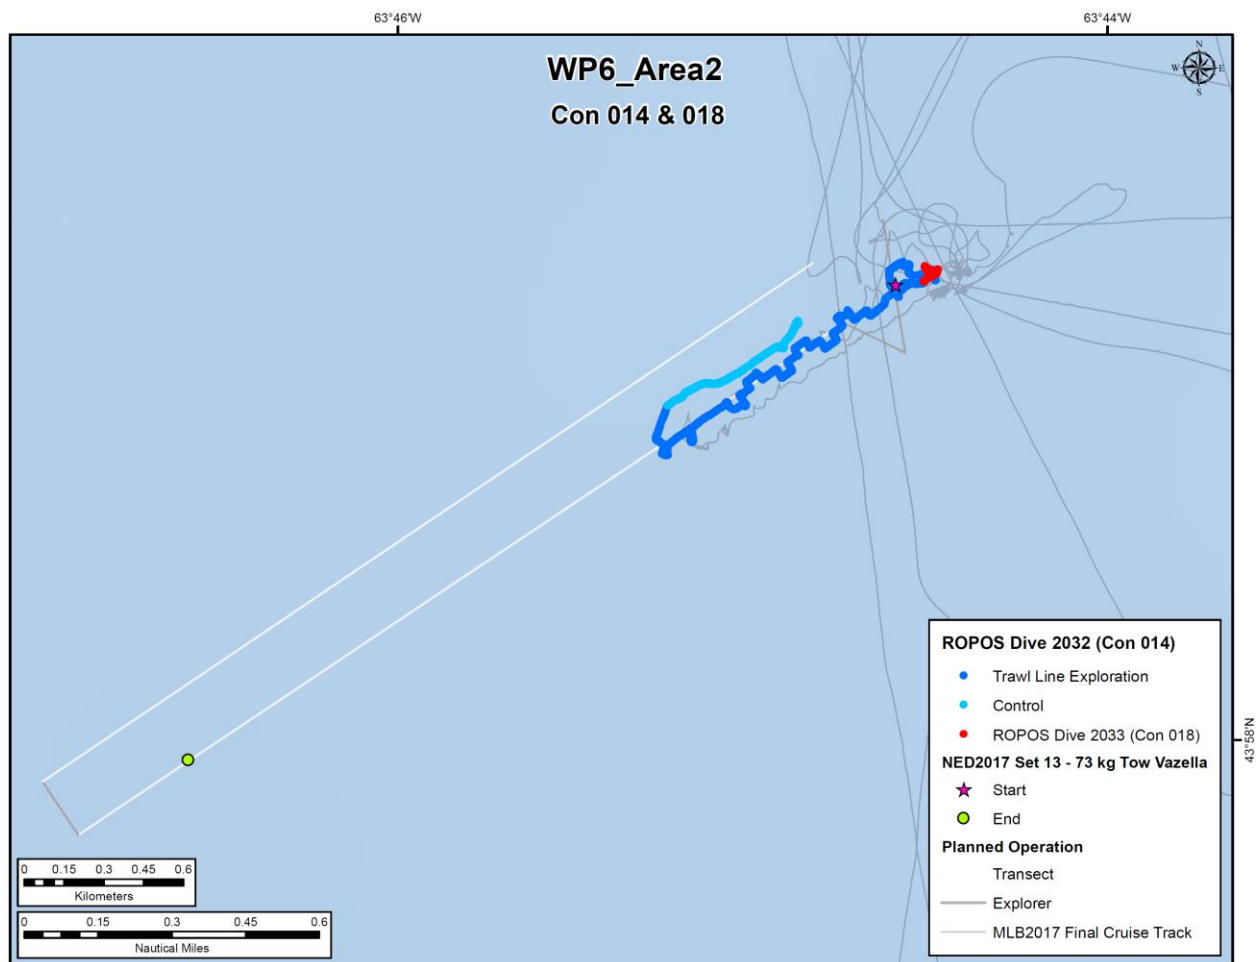 63°46'W
63°44'W
WP6_Area2
Con 014 & 018
N
W E
S
43°58'N
ROPOS Dive 2032 (Con 014)
Trawl Line Exploration
Control
ROPOS Dive 2033 (Con 018)
NED2017 Set 13 - 73 kg Tow Vazella
Start
End
Planned Operation
Transect
Explorer
MLB2017 Final Cruise Track
0 0.15 0.3 0.45 0.6
Kilometers
0 0.15 0.3 0.45 0.6
Nautical Miles